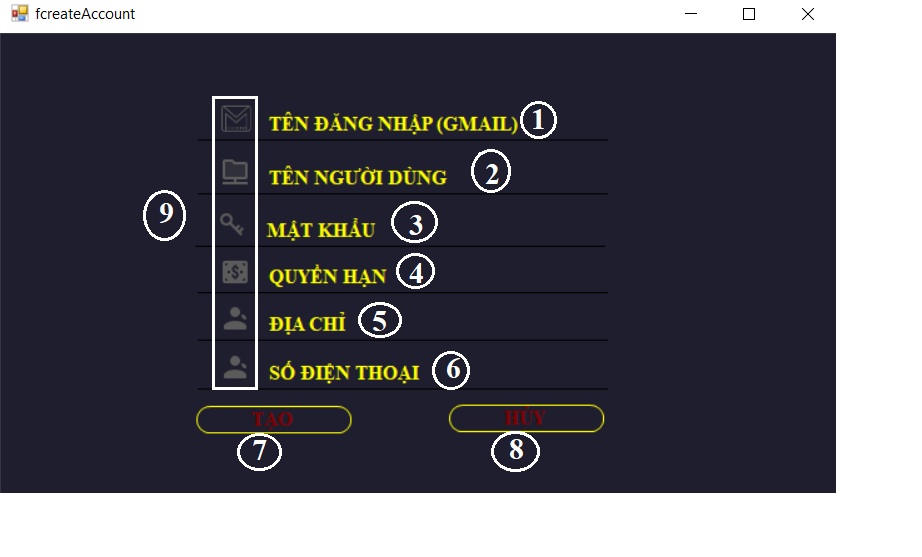 fcreateAccount
TÊN ĐĂNG NHẬP (GMAIL) 1
TÊN NGƯỜI DÙNG 2
9
MẬT KHẨU 3
QUYỀN HẠN 4
ĐỊA CHỈ 5
SỐ ĐIỆN THOẠI 6
TẠO HỦY
7 8